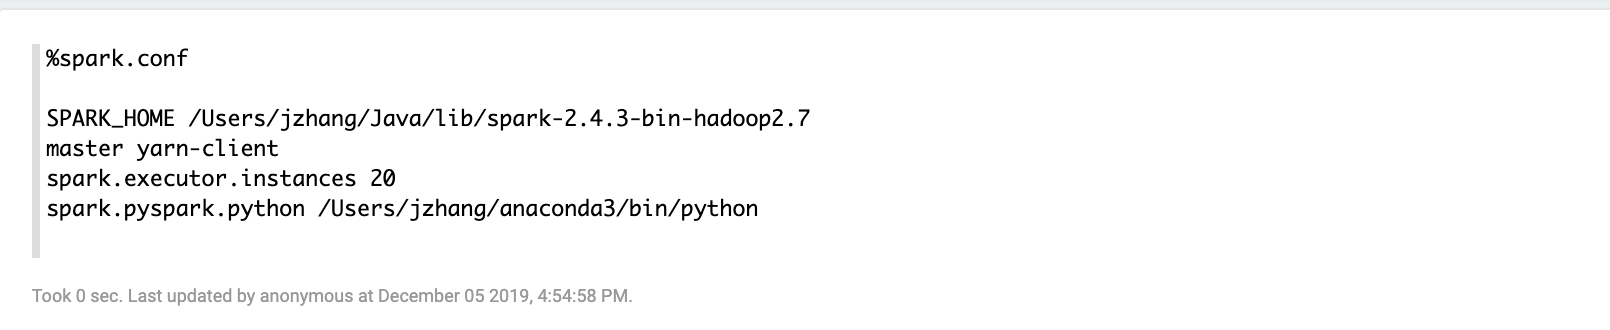 %spark.conf
SPARK_HOME /Users/jzhang/Java/lib/spark-2.4.3-bin-hadoop2.7
master yarn-client
spark.executor.instances 20
spark.pyspark.python /Users/jzhang/anaconda3/bin/python
Took 0 sec. Last updated by anonymous at December 05 2019, 4:54:58 PM.